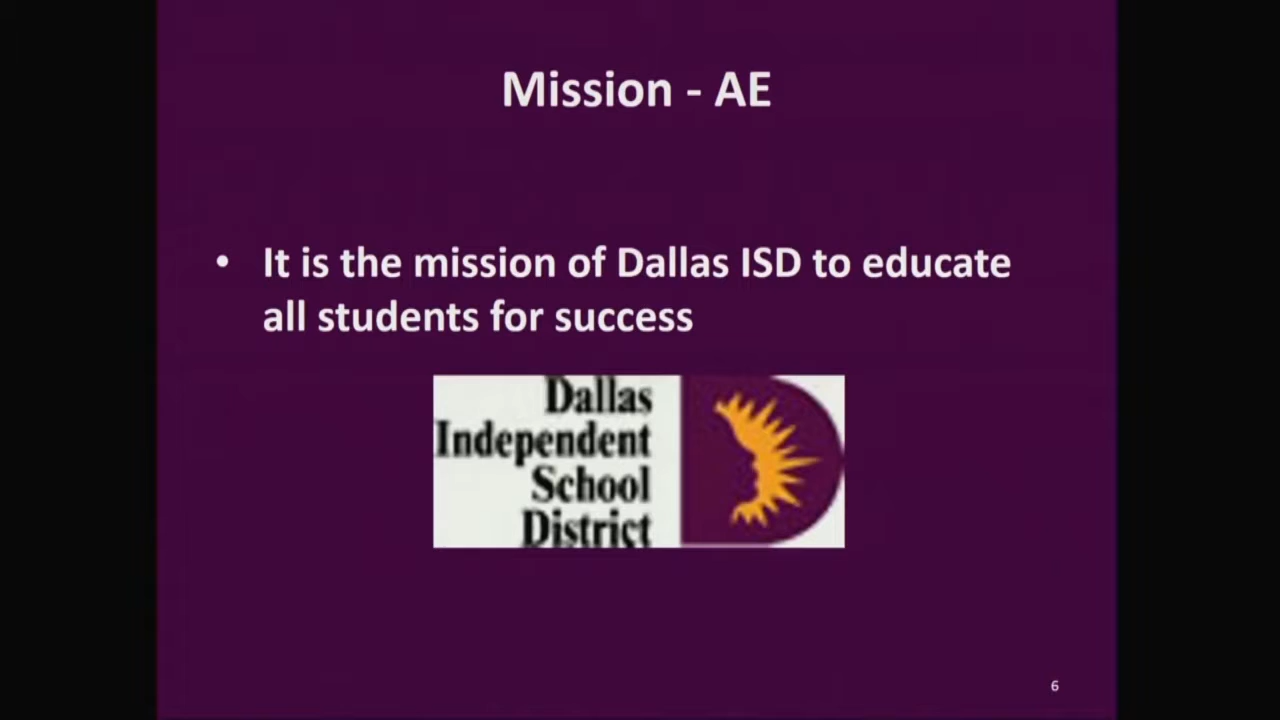 Mission - AE
• It is the mission of Dallas ISD to educate
all students for success
Dallas
Independent
School
District
6